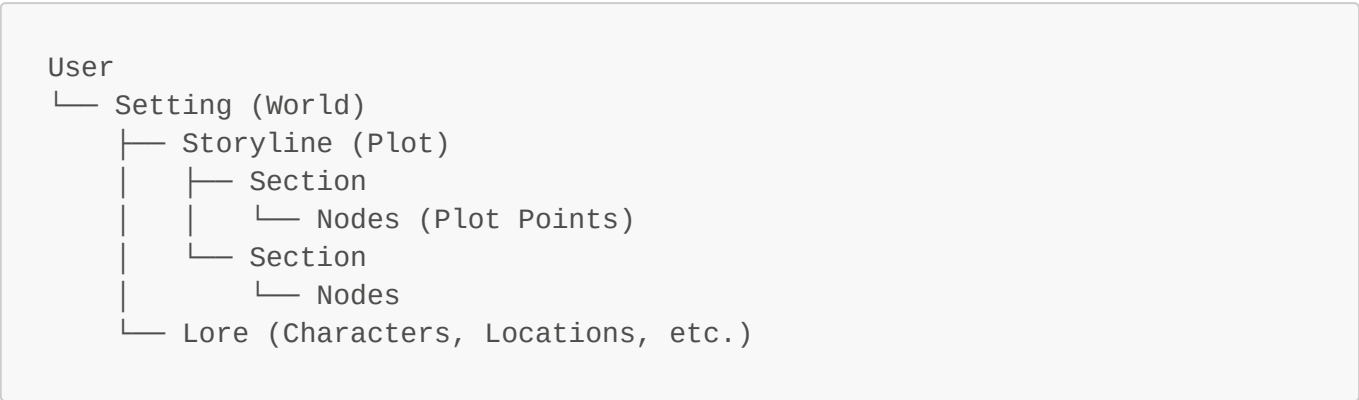 User
└── Setting (World)
    ├── Storyline (Plot)
    │   ├── Section
    │   │   └── Nodes (Plot Points)
    │   └── Section
    │       └── Nodes
    └── Lore (Characters, Locations, etc.)